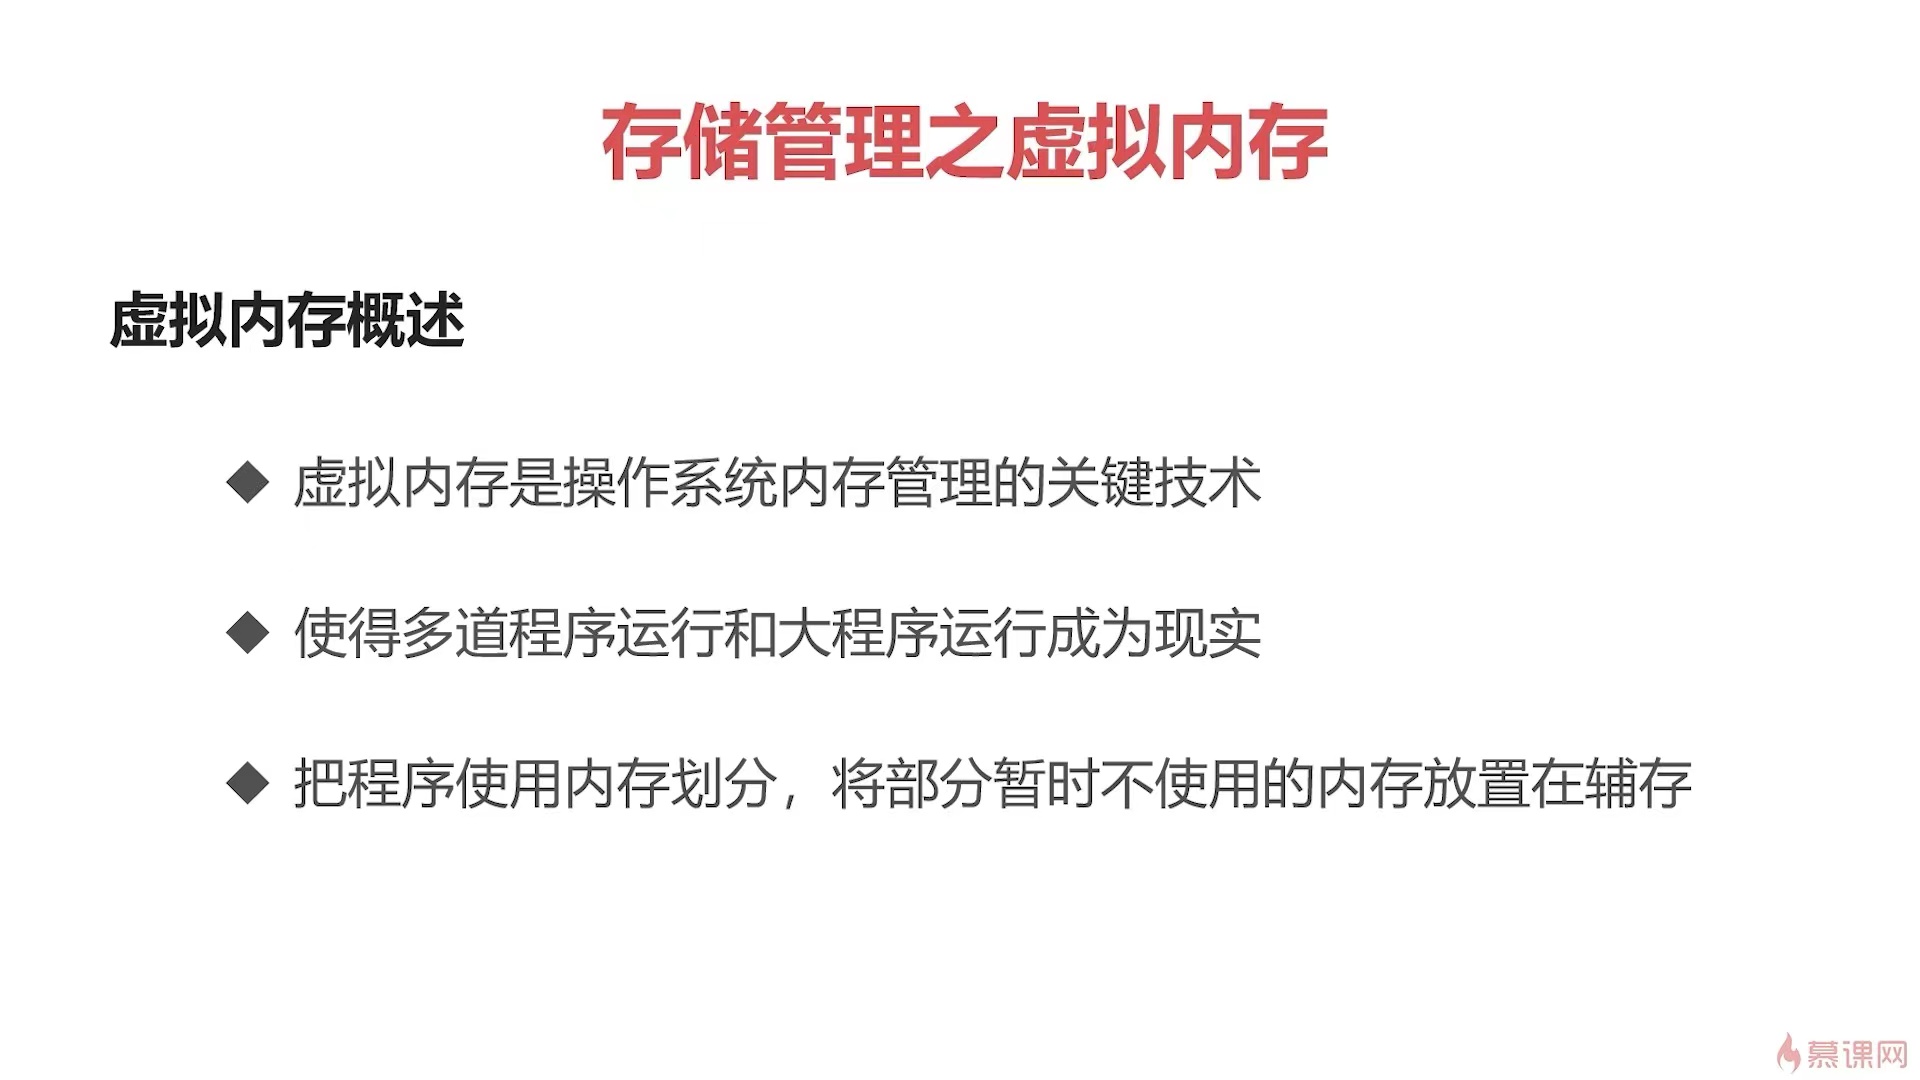 存储管理之虚拟内存
虚拟内存概述
◆ 虚拟内存是操作系统内存管理的关键技术
◆ 使得多道程序运行和大程序运行成为现实
◆ 把程序使用内存划分，将部分暂时不使用的内存放置在辅存
慕课网